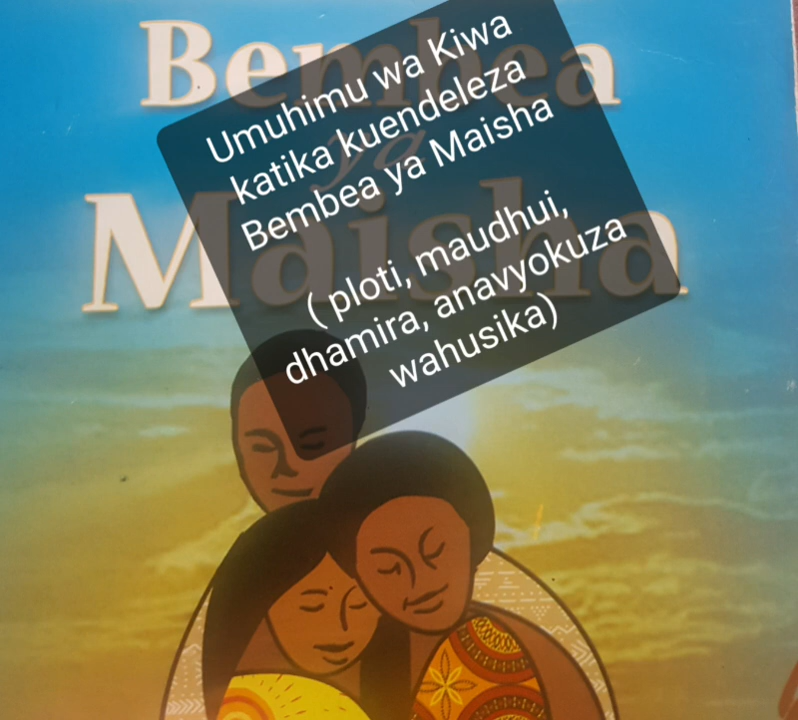 Bembea
ya
Maisha
Umuhimu wa Kiwa
katika kuendeleza
Bembea ya Maisha
( ploti, maudhui,
dhamira, anavyokuza
wahusika)